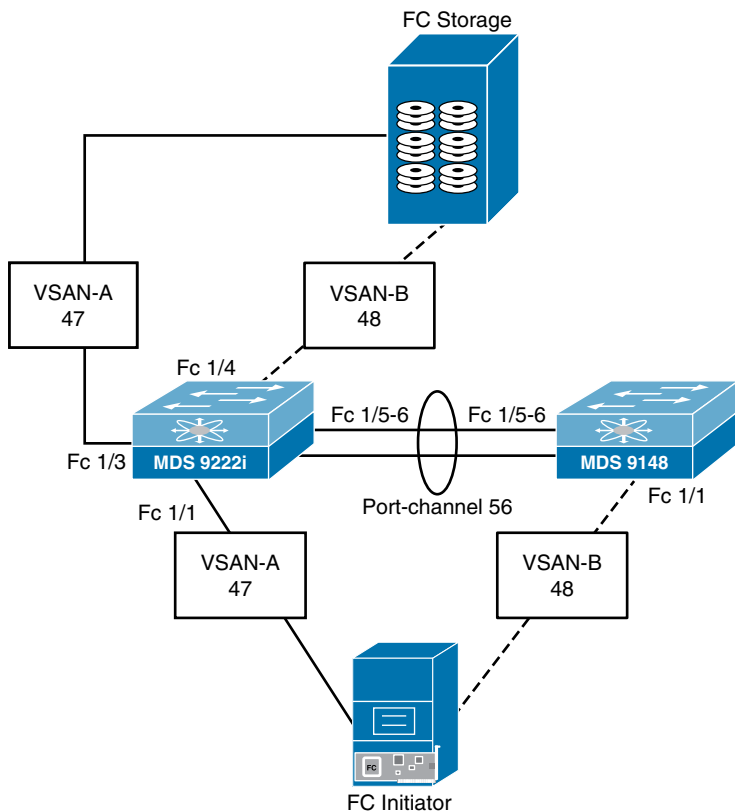 FC Storage
VSAN-A
47
VSAN-B
48
Fc 1/4
Fc 1/5-6
Fc 1/5-6
Fc 1/3
MDS 9222i
MDS 9148
Fc 1/1
Port-channel 56
Fc 1/1
VSAN-A
47
VSAN-B
48
FC
FC Initiator